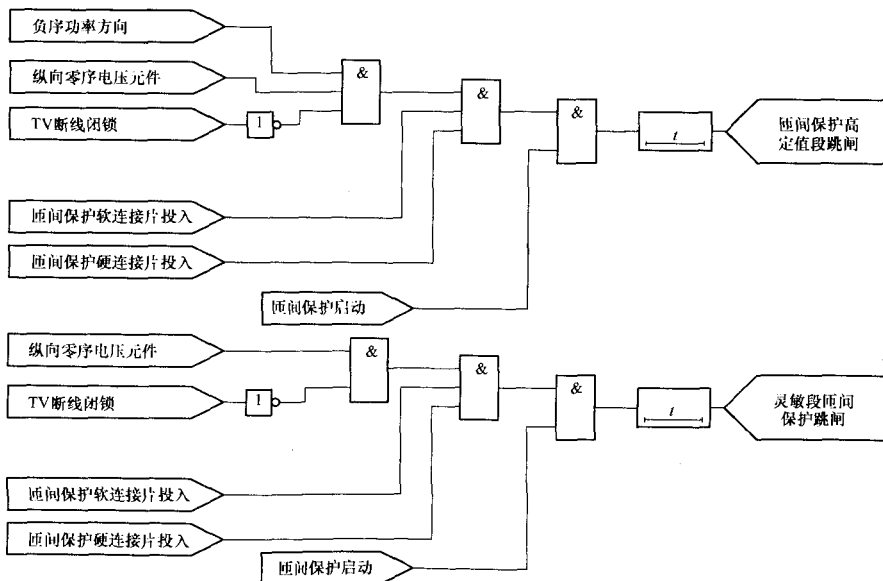 负序功率方向
&
纵向零序电压元件
&
TV断线闭锁
1
&
t
匝间保护高
定值段跳闸
匝间保护软连接片投入
匝间保护硬连接片投入
匝间保护启动
纵向零序电压元件
&
&
TV断线闭锁
1
&
t
灵敏段匝间
保护跳闸
匝间保护软连接片投入
匝间保护硬连接片投入
匝间保护启动